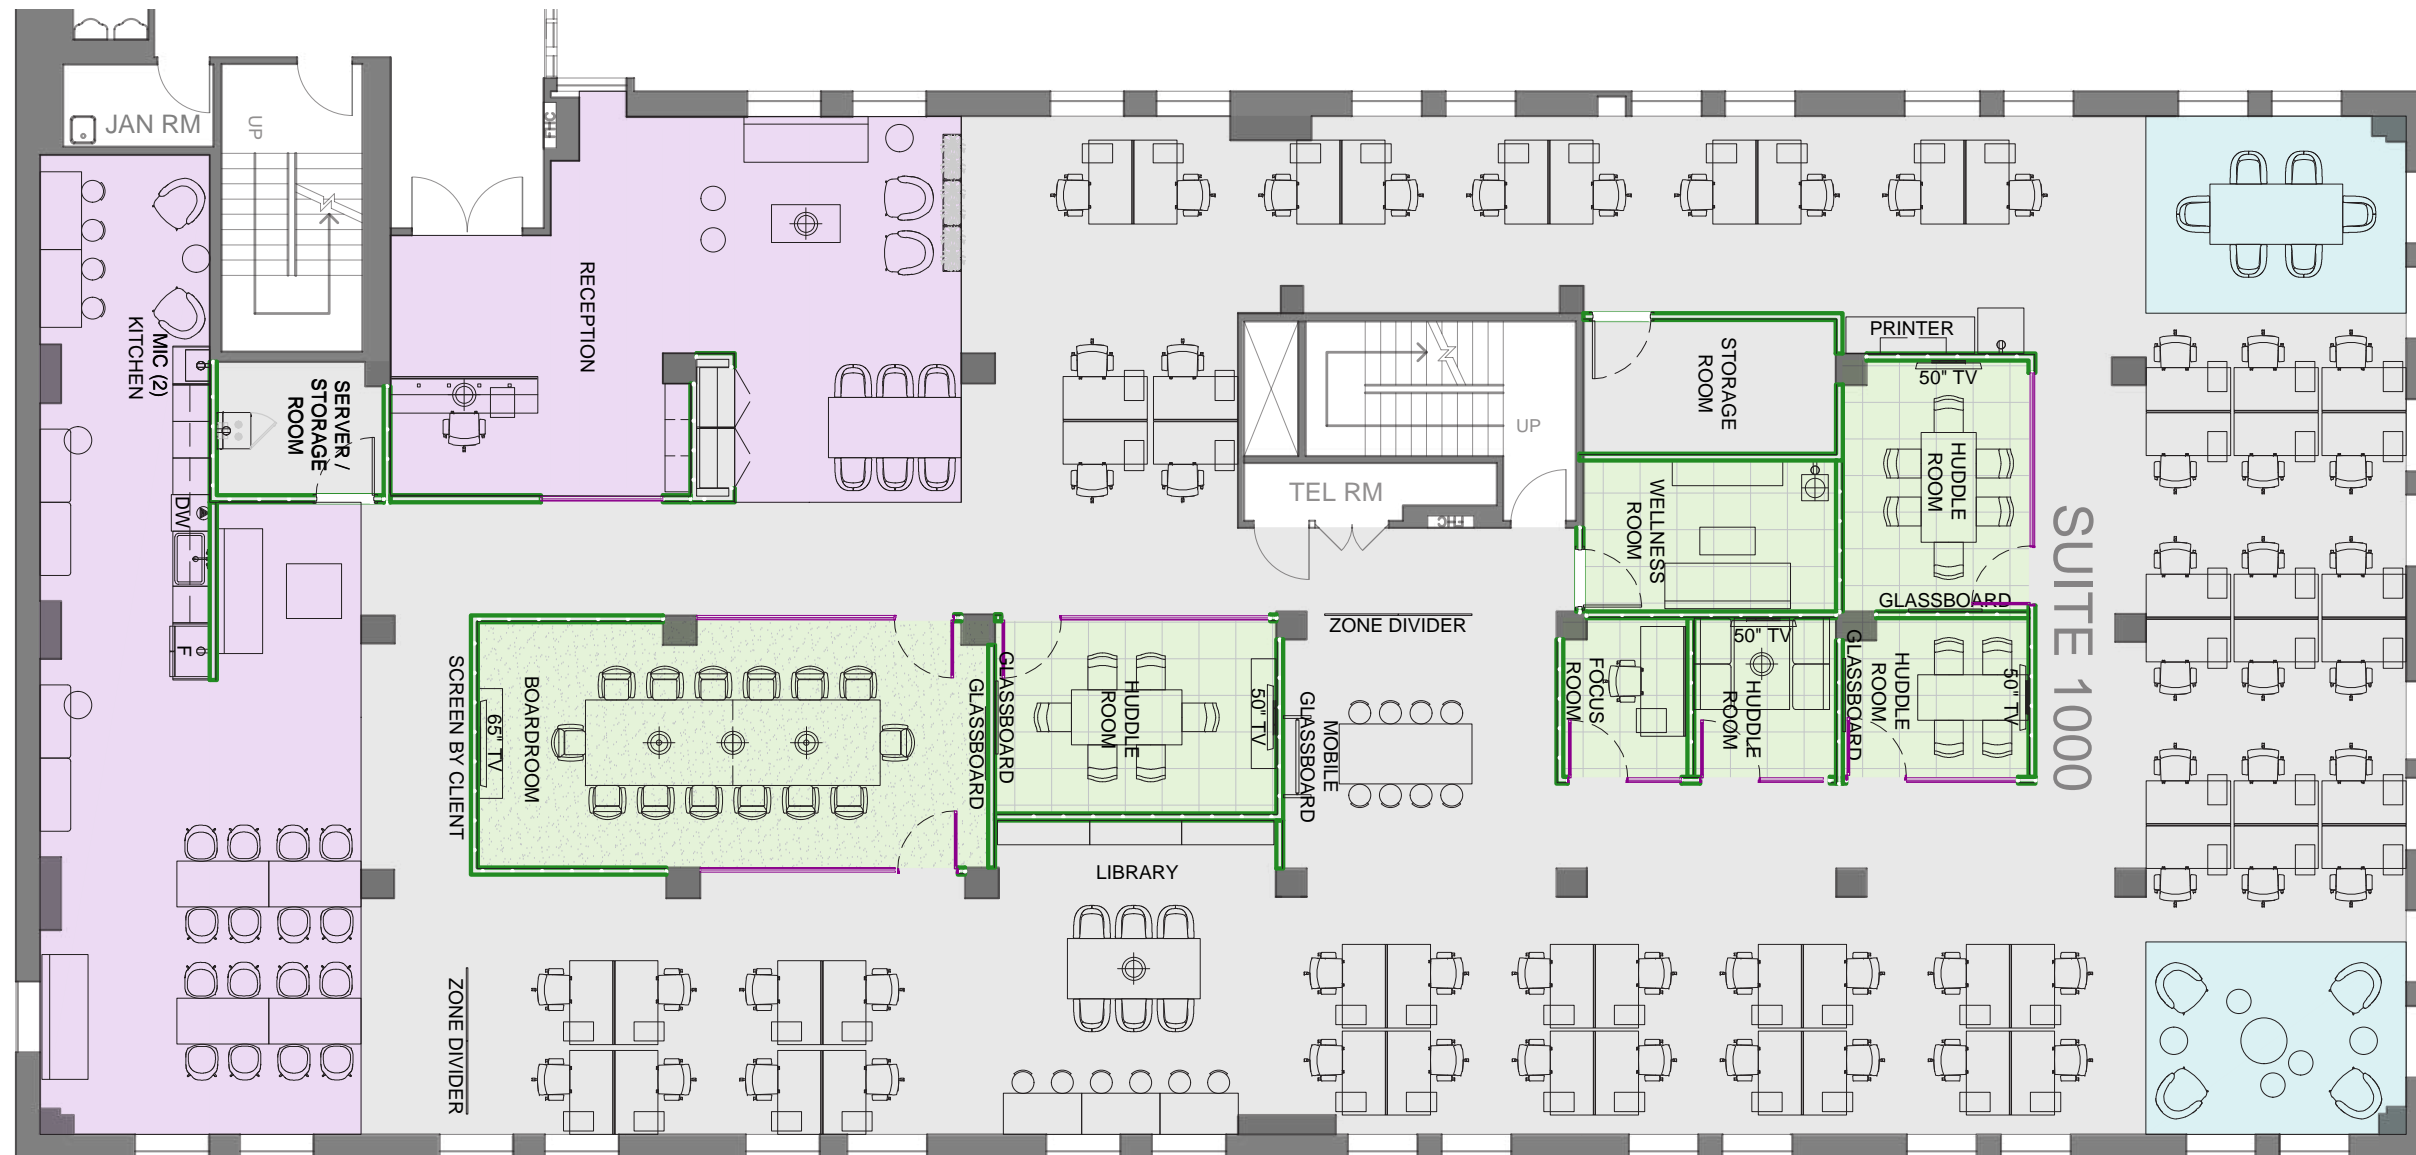 JAN RM
UP
FHC
RECEPTION
MIC (2)
KITCHEN
SERVER /
STORAGE
ROOM
DW
F
STORAGE
ROOM
PRINTER
50" TV
HUDDLE
ROOM
GLASSBOARD
UP
TEL RM
FHC
WELLNESS
ROOM
SUITE 1000
ZONE DIVIDER
SCREEN BY CLIENT
65" TV
BOARDROOM
GLASSBOARD
GLASSBOARD
HUDDLE
ROOM
50" TV
MOBILE
GLASSBOARD
FOCUS
ROOM
50" TV
HUDDLE
ROOM
GLASSBOARD
HUDDLE
ROOM
50" TV
LIBRARY
ZONE DIVIDER